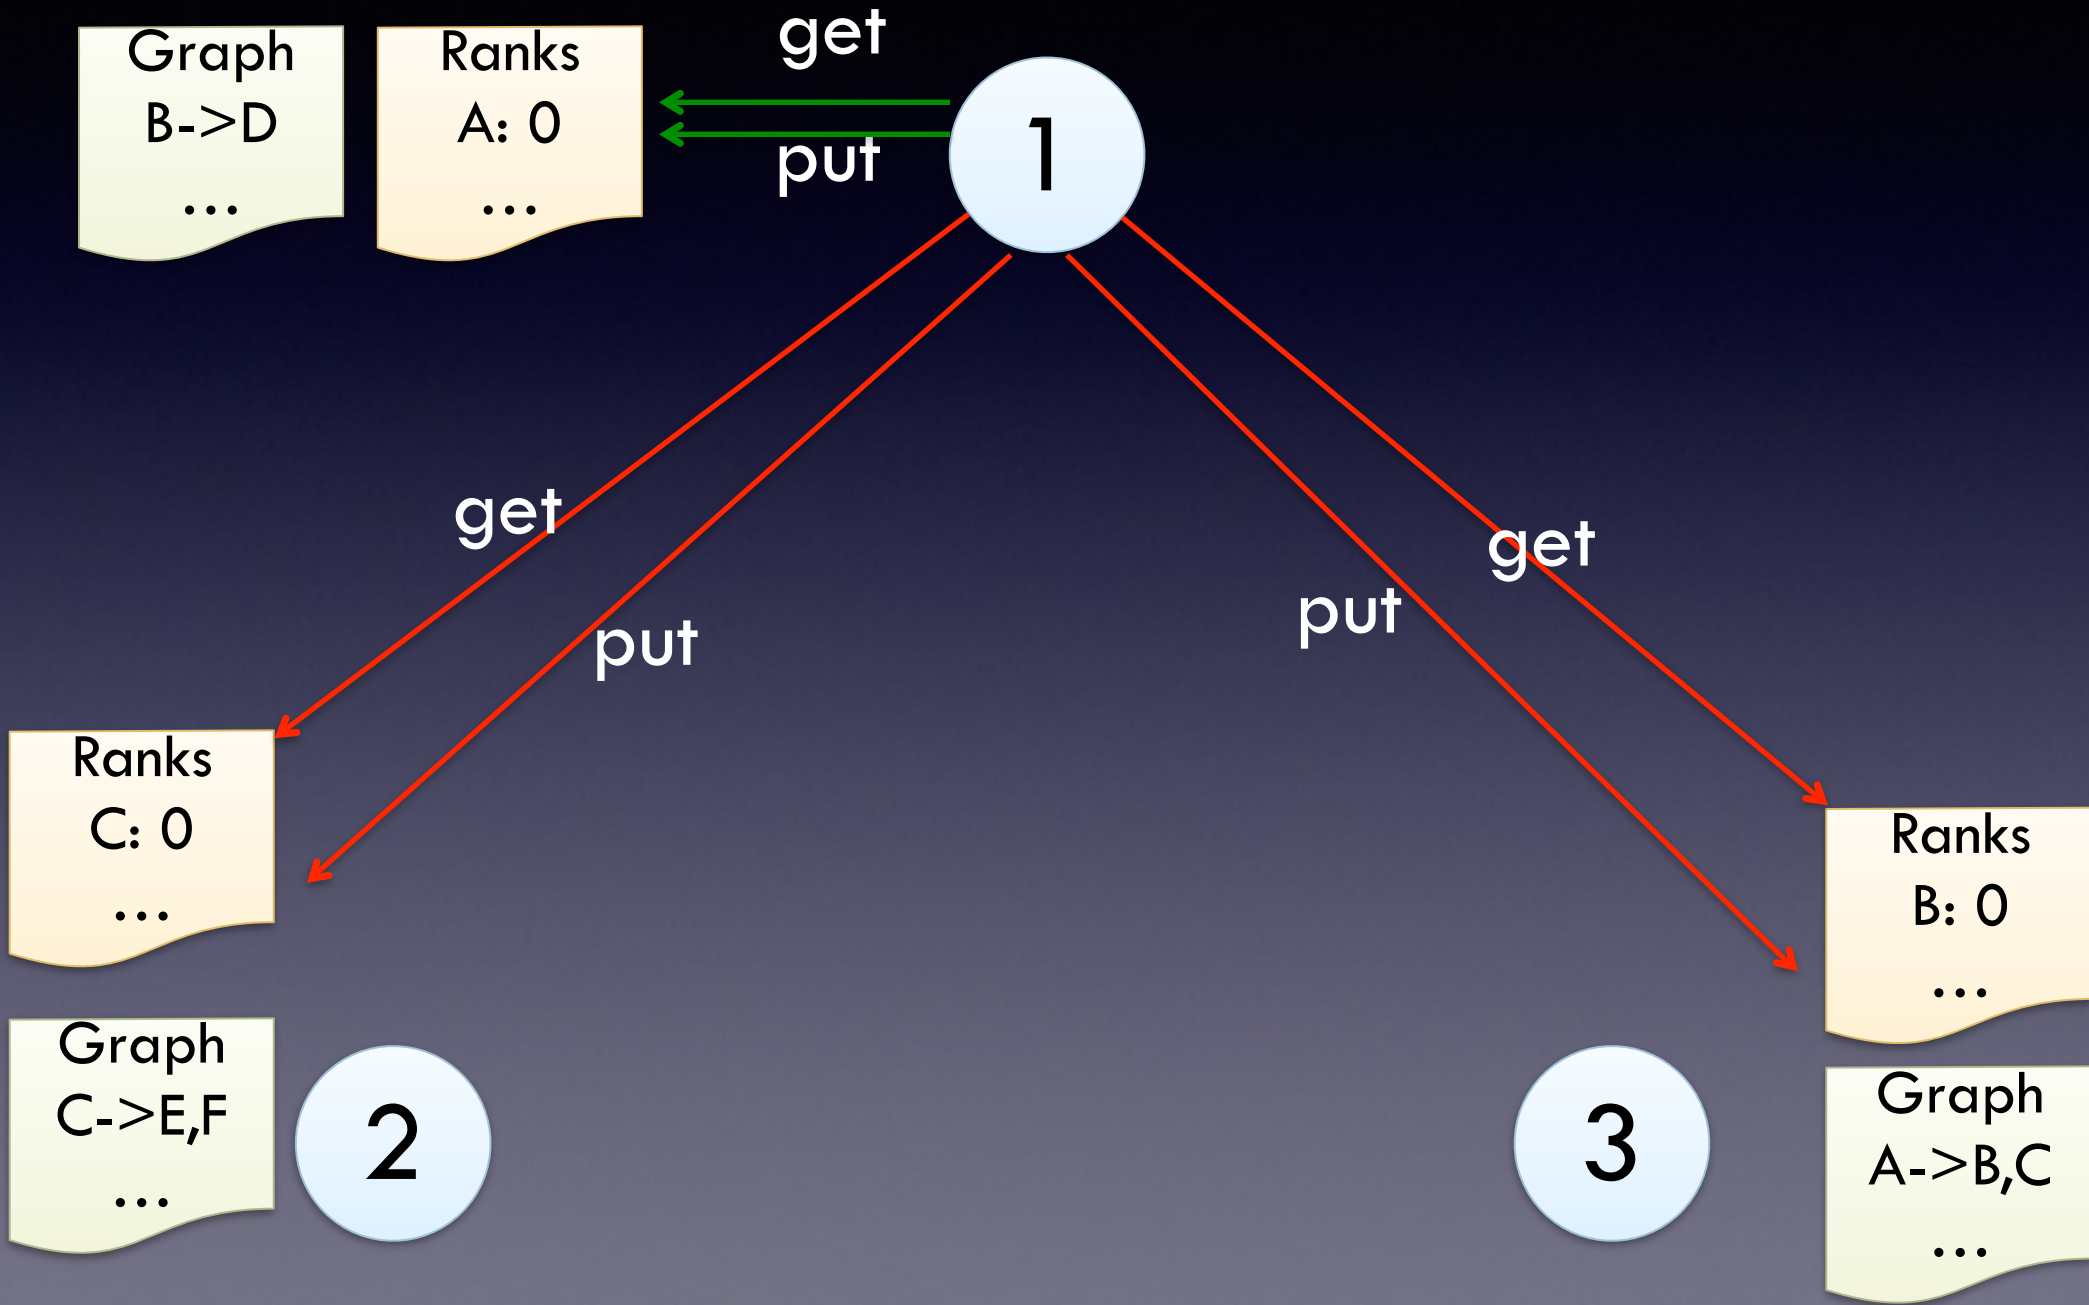 Graph
B->D
...
Ranks
A: 0
...
get
put
1
get
put
get
put
Ranks
C: 0
...
Graph
C->E,F
...
2
3
Ranks
B: 0
...
Graph
A->B,C
...